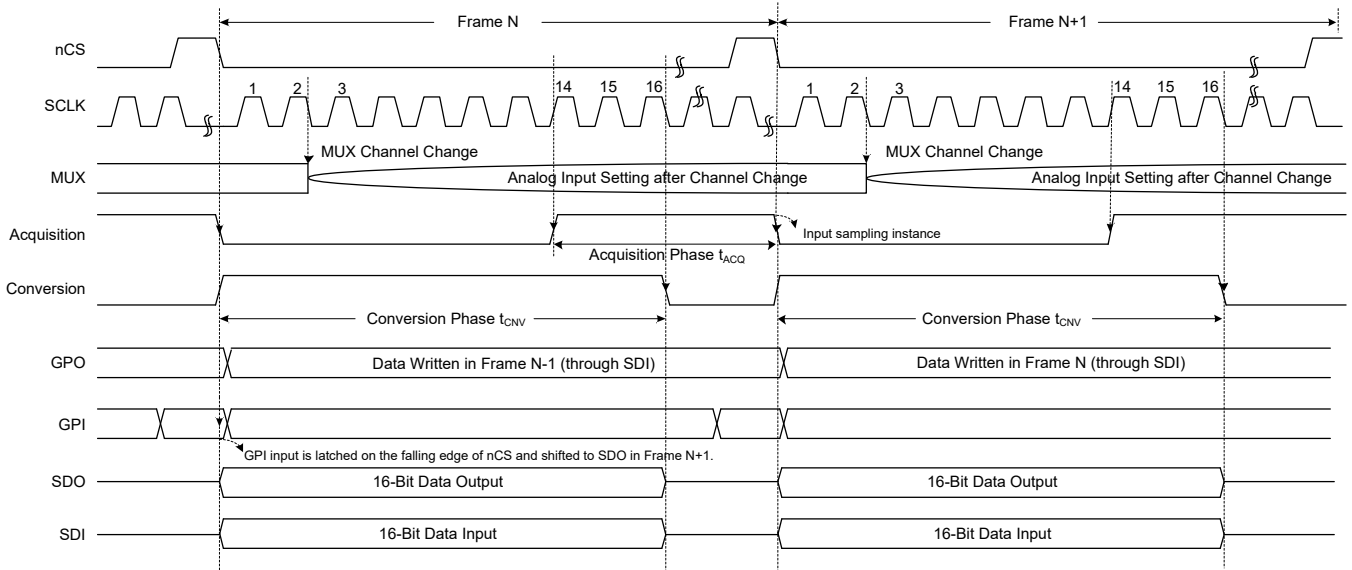 Frame N
Frame N+1
nCS
SCLK
1 2 3 14 15 16 1 2 3 14 15 16
MUX Channel Change
MUX Channel Change
MUX
Analog Input Setting after Channel Change
Analog Input Setting after Channel Change
Acquisition
Input sampling instance
Acquisition Phase tACQ
Conversion
Conversion Phase tCNV
Conversion Phase tCNV
GPO
Data Written in Frame N-1 (through SDI)
Data Written in Frame N (through SDI)
GPI
GPI input is latched on the falling edge of nCS and shifted to SDO in Frame N+1.
SDO
16-Bit Data Output
16-Bit Data Output
SDI
16-Bit Data Input
16-Bit Data Input